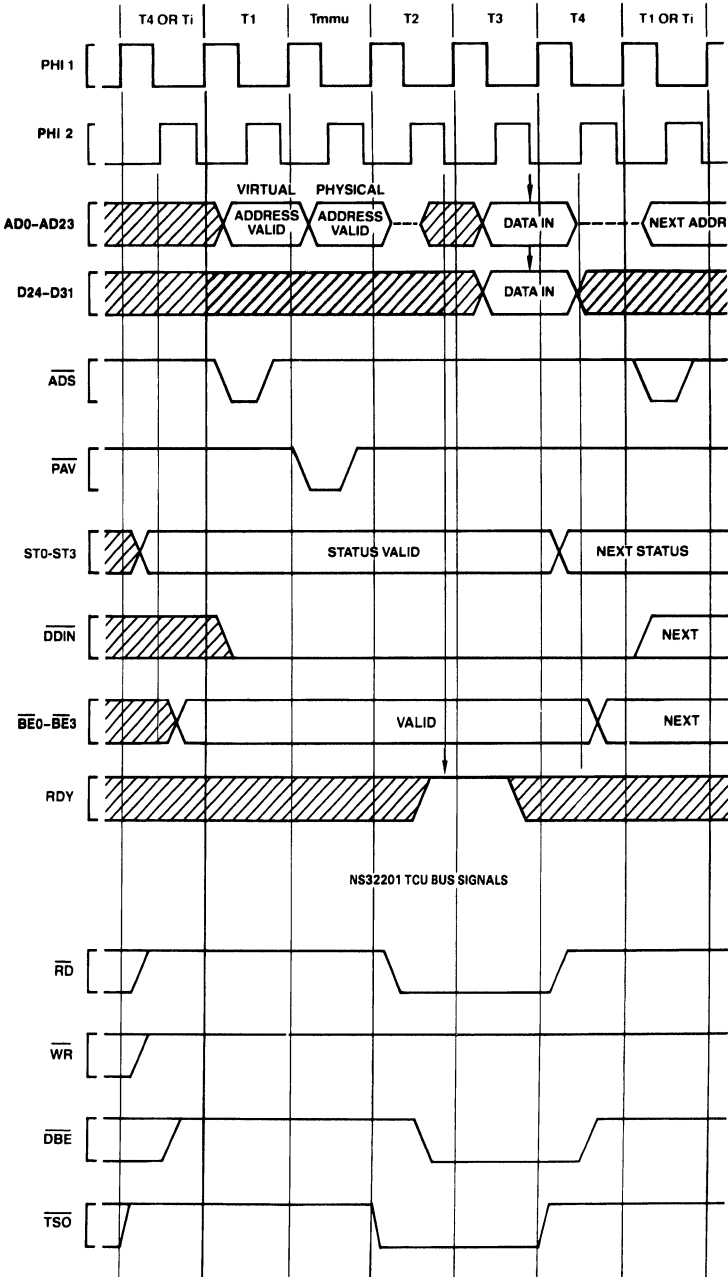 T4 OR Ti T1 Tmmu T2 T3 T4 T1 OR Ti
PHI 1
PHI 2
VIRTUAL PHYSICAL
AD0–AD23 ADDRESS VALID ADDRESS VALID DATA IN NEXT ADDR
D24–D31 DATA IN
ADS
PAV
ST0-ST3 STATUS VALID NEXT STATUS
DDIN NEXT
BE0–BE3 VALID NEXT
RDY
NS32201 TCU BUS SIGNALS
RD
WR
DBE
TSO